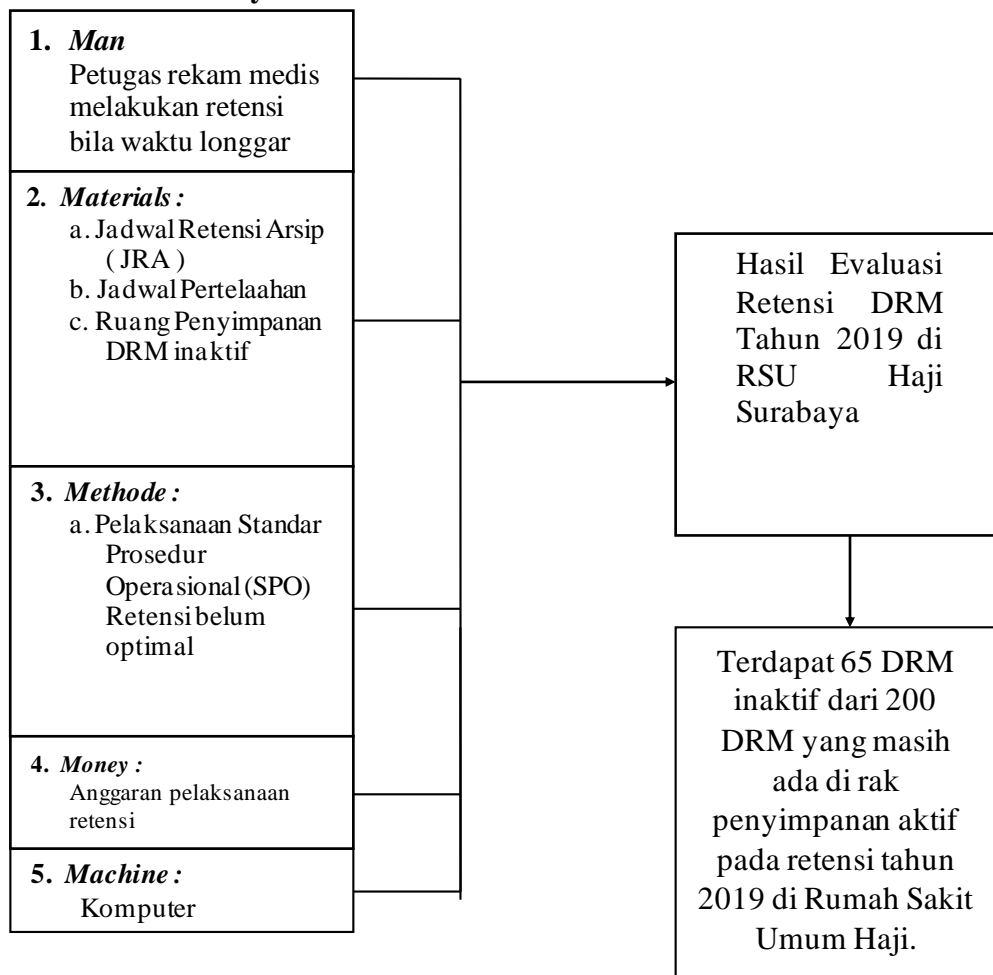 1. Man
Petugas rekam medis
melakukan retensi
bila waktu longgar
2. Materials :
a. Jadwal Retensi Arsip
( JRA )
b. Jadwal Pertelaahan
c. Ruang Penyimpanan
DRM inaktif
3. Methode :
a. Pelaksanaan Standar
Prosedur
Operasional (SPO)
Retensi belum
optimal
4. Money :
Anggaran pelaksanaan
retensi
5. Machine :
Komputer
Hasil Evaluasi
Retensi DRM
Tahun 2019 di
RSU Haji
Surabaya
Terdapat 65 DRM
inaktif dari 200
DRM yang masih
ada di rak
penyimpanan aktif
pada retensi tahun
2019 di Rumah Sakit
Umum Haji.